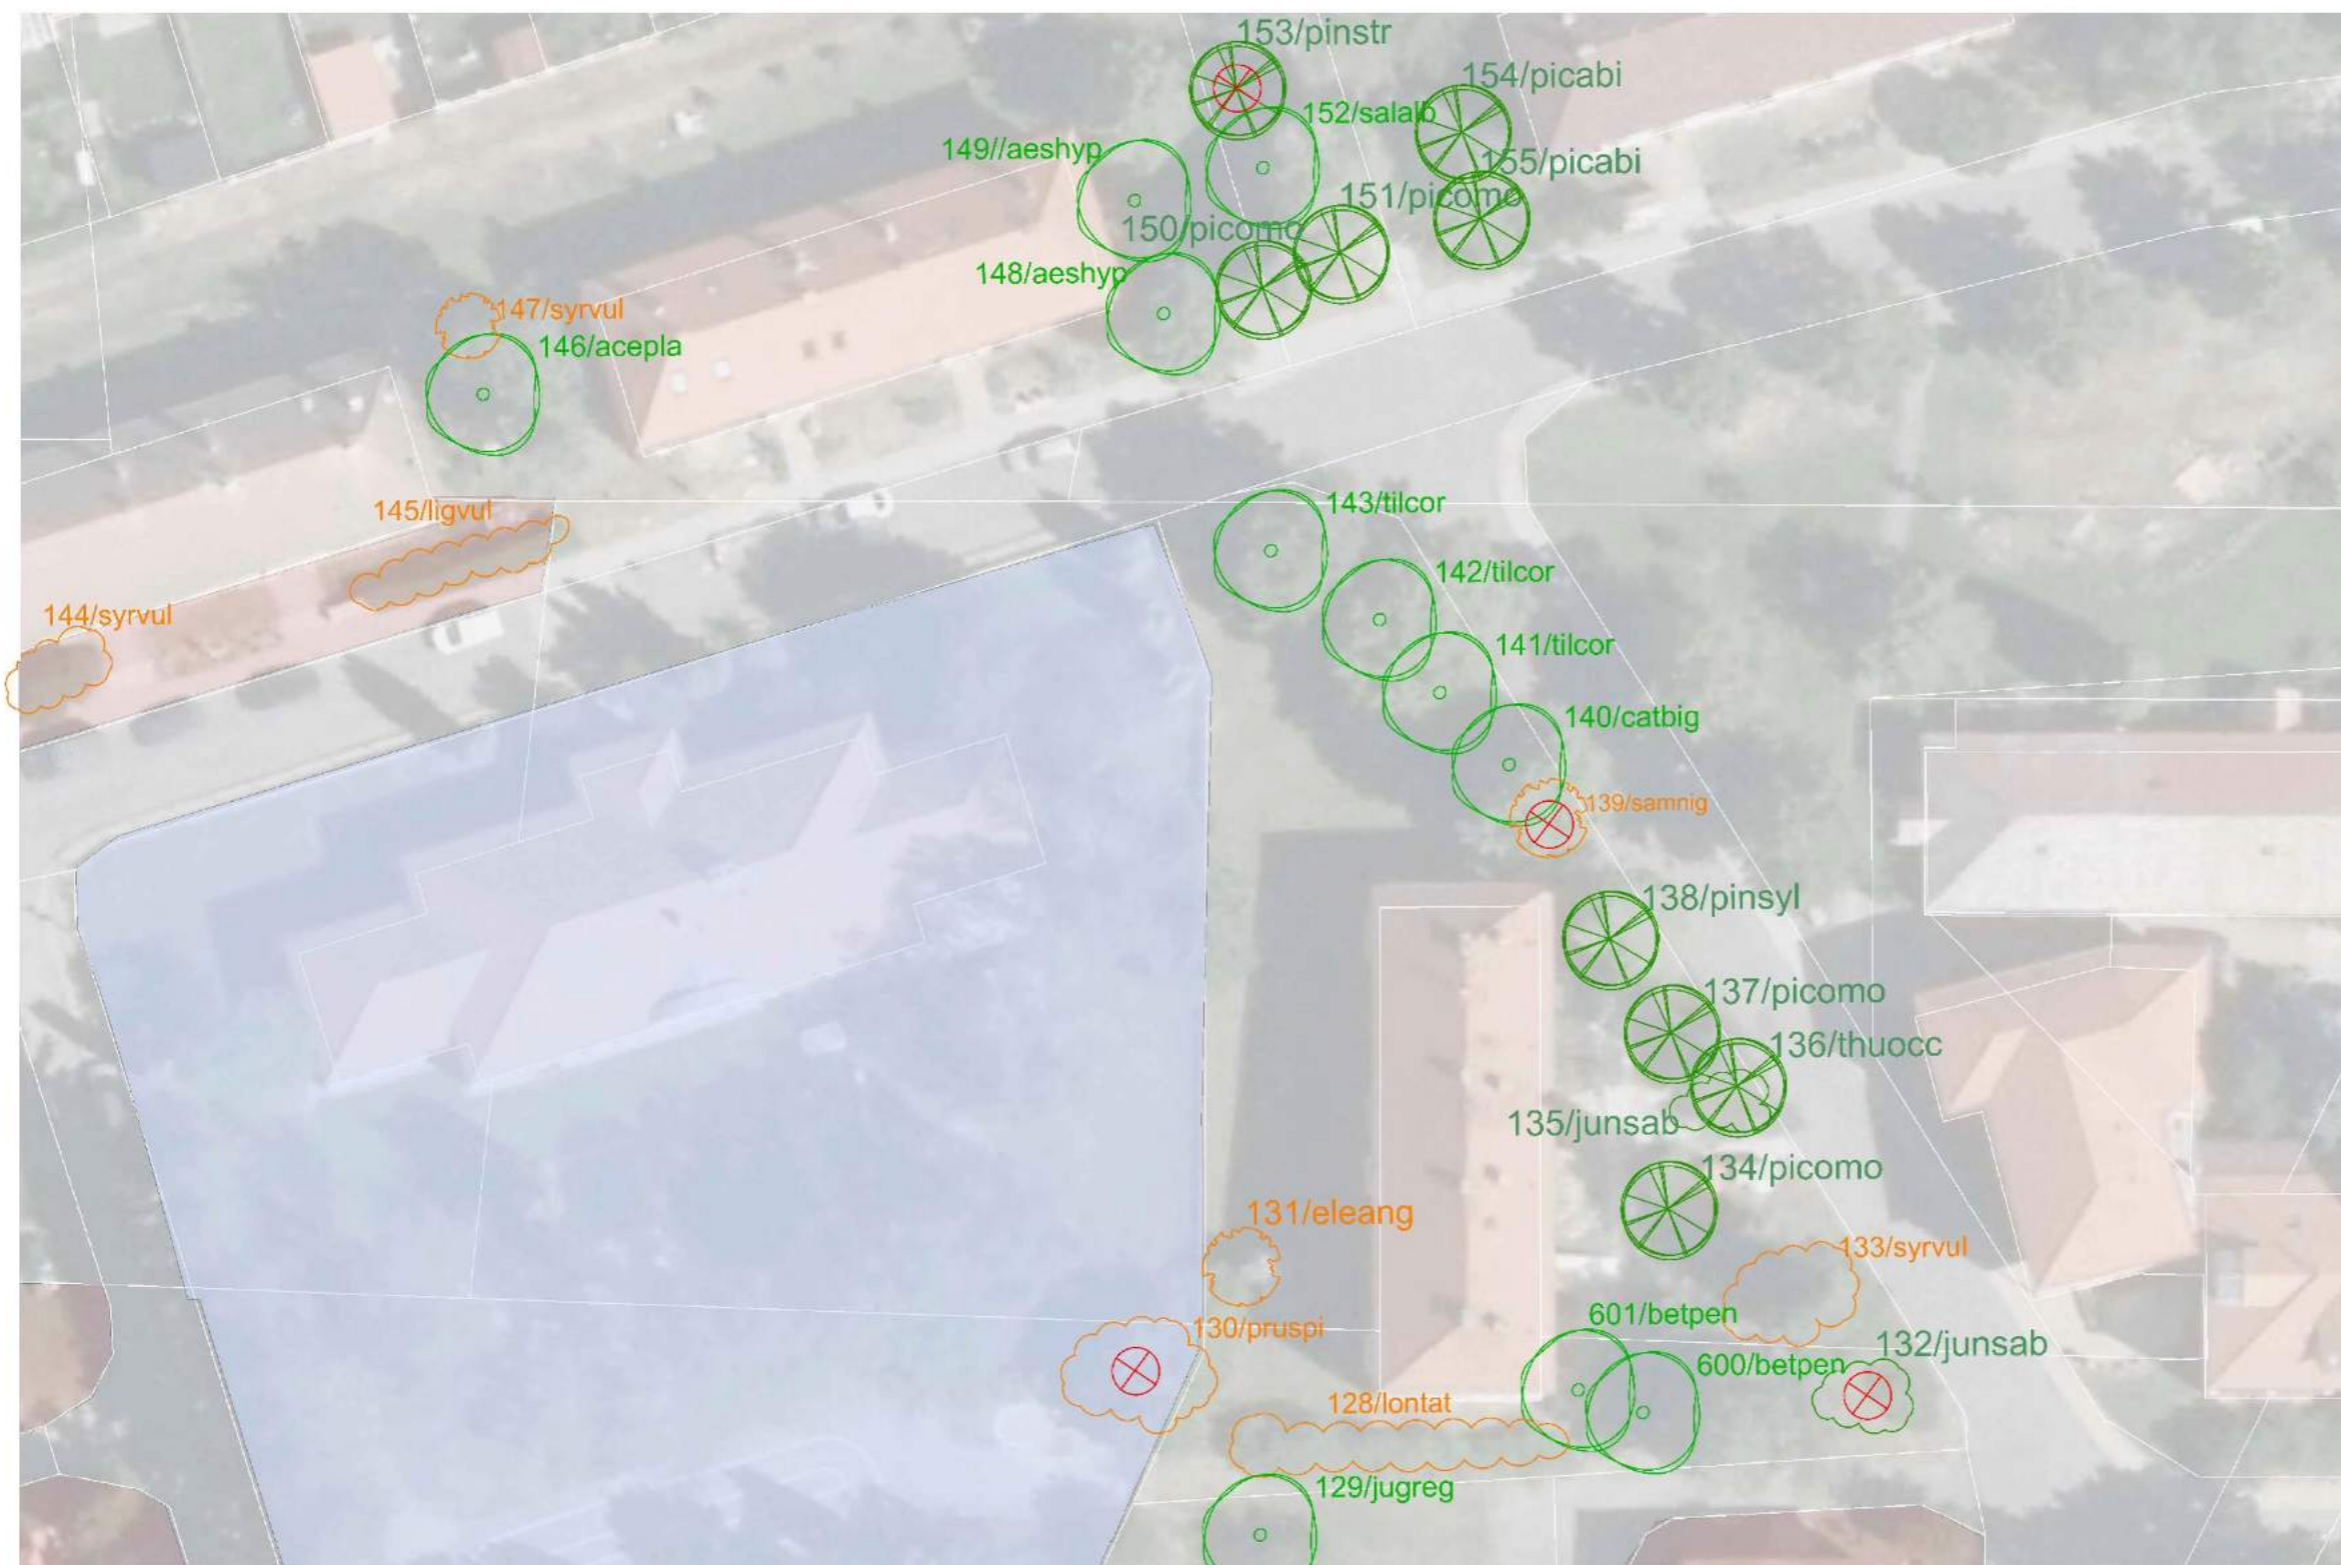 153/pinstr
154/picabi
152/salalb
149//aeshyp
155/picabi
151/picomo
150/picomo
148/aeshyp
147/syrvul
146/acepla
143/tilcor
145/ligvul
142/tilcor
144/syrvul
141/tilcor
140/catbig
139/samnig
138/pinsyl
137/picomo
136/thuocc
135/junsab
134/picomo
131/eleang
133/syrvul
601/betpen
130/pruspi
132/junsab
600/betpen
128/lontat
129/jugreg